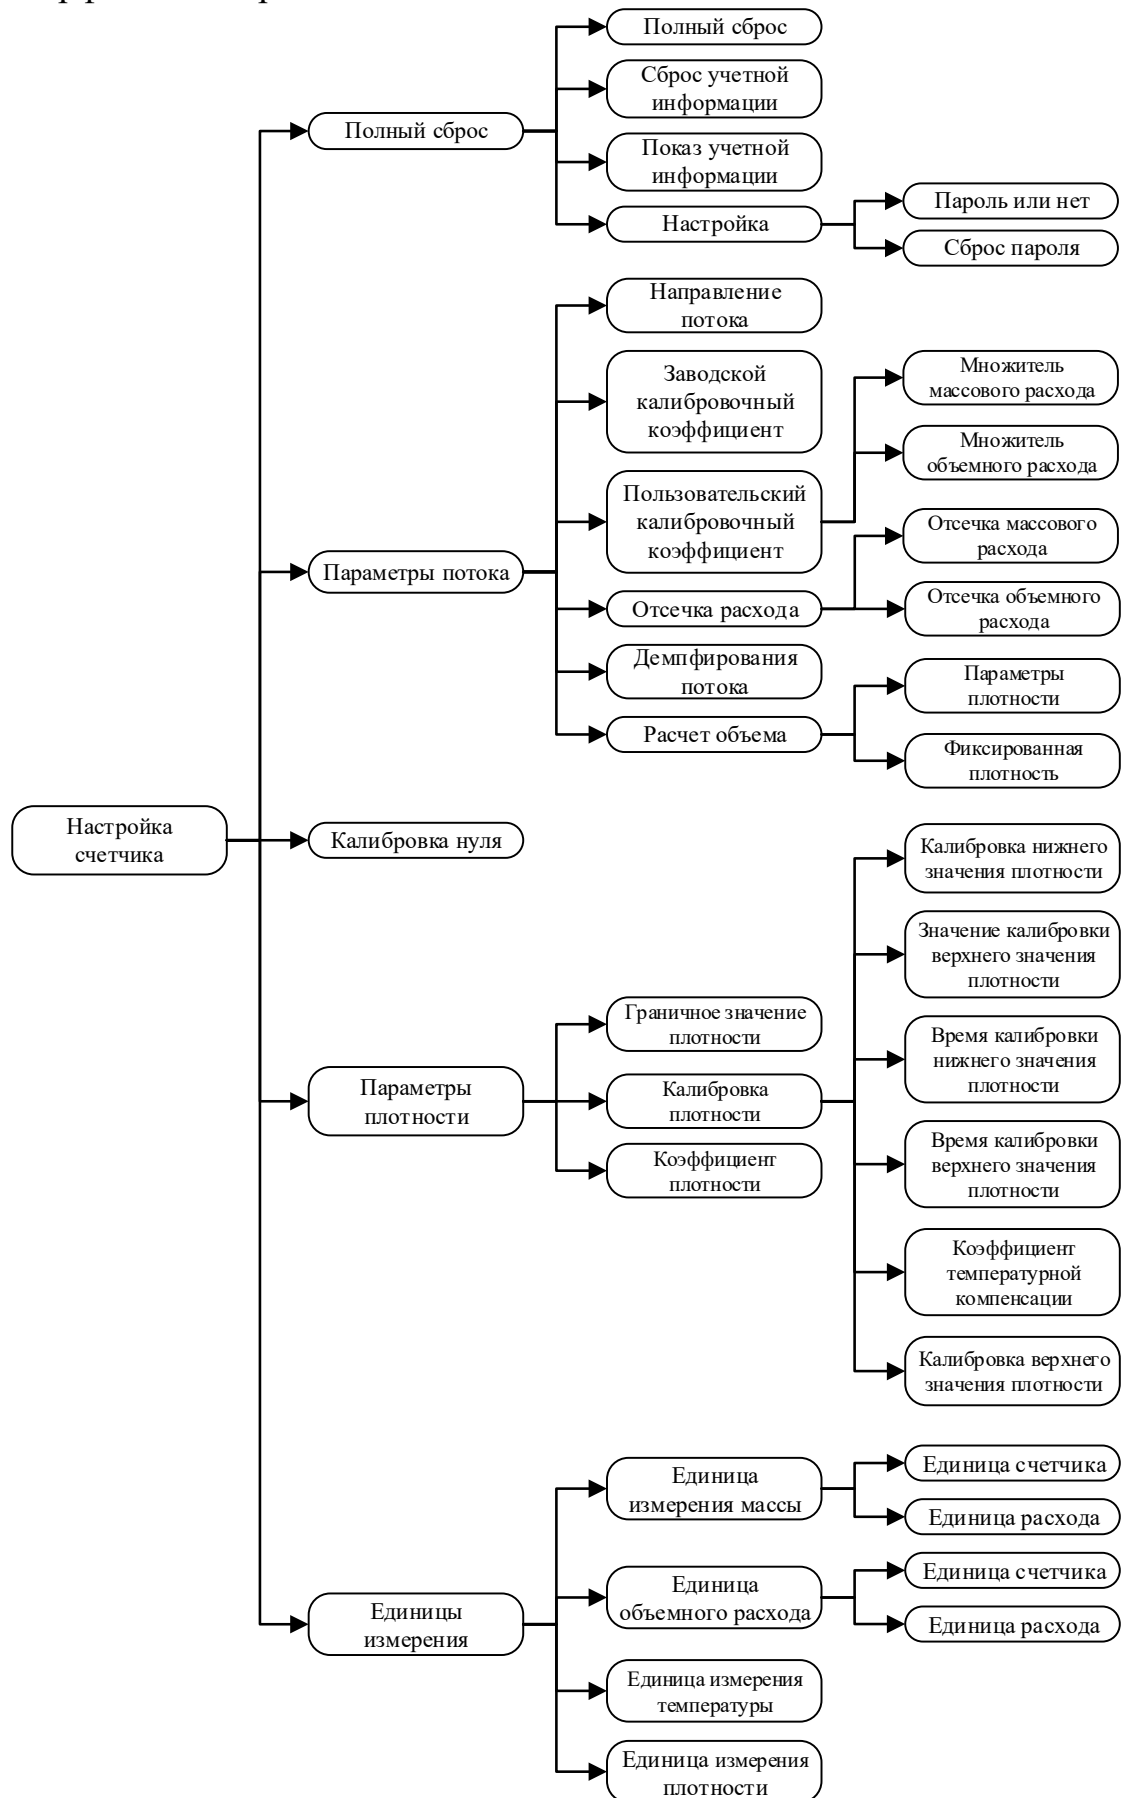 Полный сброс
Сброс учетной
информации
Полный сброс
Показ учетной
информации
Настройка
Пароль или нет
Сброс пароля
Направление
потока
Заводской
калибровочный
коэффициент
Множитель
массового расхода
Множитель
объемного расхода
Пользовательский
калибровочный
коэффициент
Отсечка массового
расхода
Параметры потока
Отсечка расхода
Отсечка объемного
расхода
Демпфирования
потока
Параметры
плотности
Расчет объема
Фиксированная
плотность
Настройка
счетчика
Калибровка нуля
Калибровка нижнего
значения плотности
Значение калибровки
верхнего значения
плотности
Граничное значение
плотности
Время калибровки
нижнего значения
плотности
Параметры
плотности
Калибровка
плотности
Коэффициент
плотности
Время калибровки
верхнего значения
плотности
Коэффициент
температурной
компенсации
Калибровка верхнего
значения плотности
Единица
измерения массы
Единица счетчика
Единица расхода
Единица
объемного расхода
Единица счетчика
Единица расхода
Единицы
измерения
Единица измерения
температуры
Единица измерения
плотности